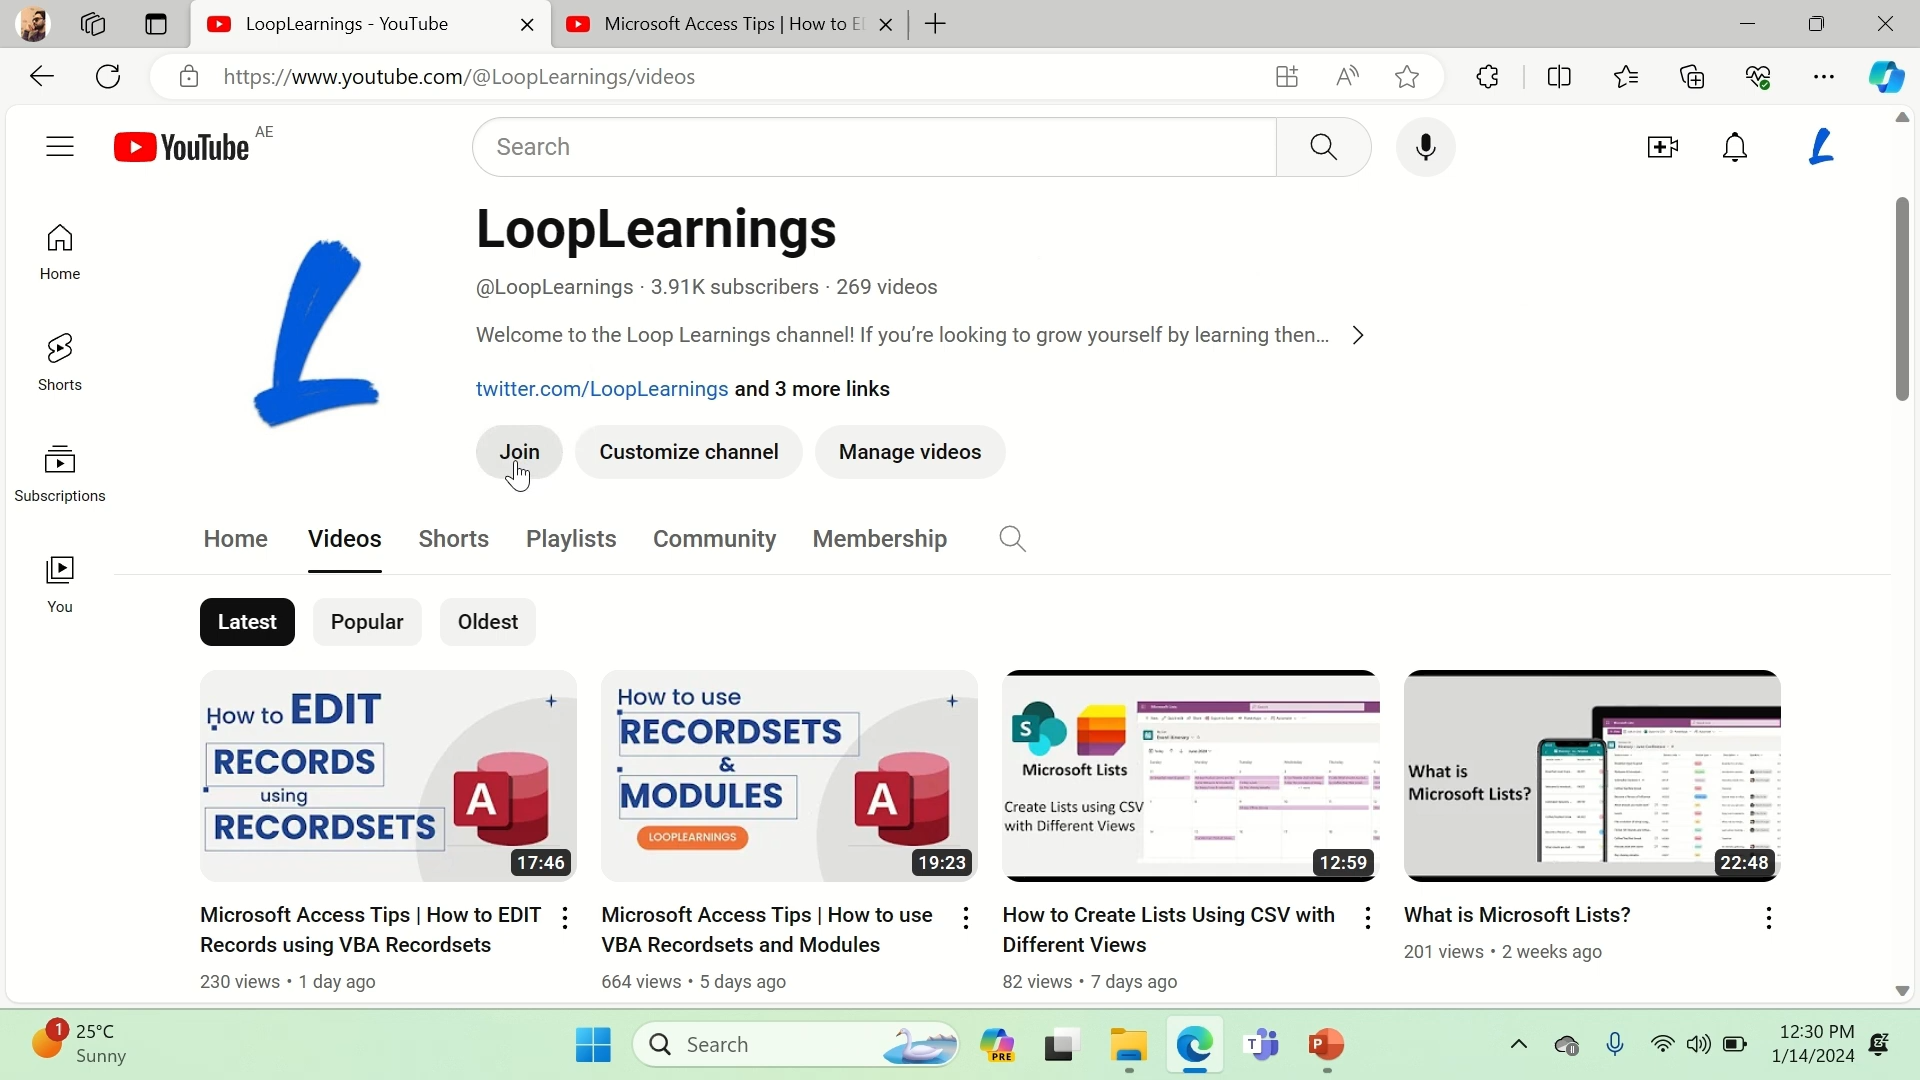 LoopLearnings - YouTube
Microsoft Access Tips | How to
https://www.youtube.com/@LoopLearnings/videos
YouTube AE
Search
LoopLearnings
@LoopLearnings · 3.91K subscribers · 269 videos
Welcome to the Loop Learnings channel! If you’re looking to grow yourself by learning then...
twitter.com/LoopLearnings and 3 more links
Join
Customize channel
Manage videos
Home
Shorts
Subscriptions
You
Home
Videos
Shorts
Playlists
Community
Membership
Latest
Popular
Oldest
How to EDIT
RECORDS
using
RECORDSETS
A
17:46
How to use
RECORDSETS
&
MODULES
LOOPLEARNINGS
A
19:23
S
Microsoft Lists
Create Lists using CSV
with Different Views
12:59
What is
Microsoft Lists?
22:48
Microsoft Access Tips | How to EDIT
Records using VBA Recordsets
230 views • 1 day ago
Microsoft Access Tips | How to use
VBA Recordsets and Modules
664 views • 5 days ago
How to Create Lists Using CSV with
Different Views
82 views • 7 days ago
What is Microsoft Lists?
201 views • 2 weeks ago
1
25°C
Sunny
Search
PRE
T
P
12:30 PM
1/14/2024